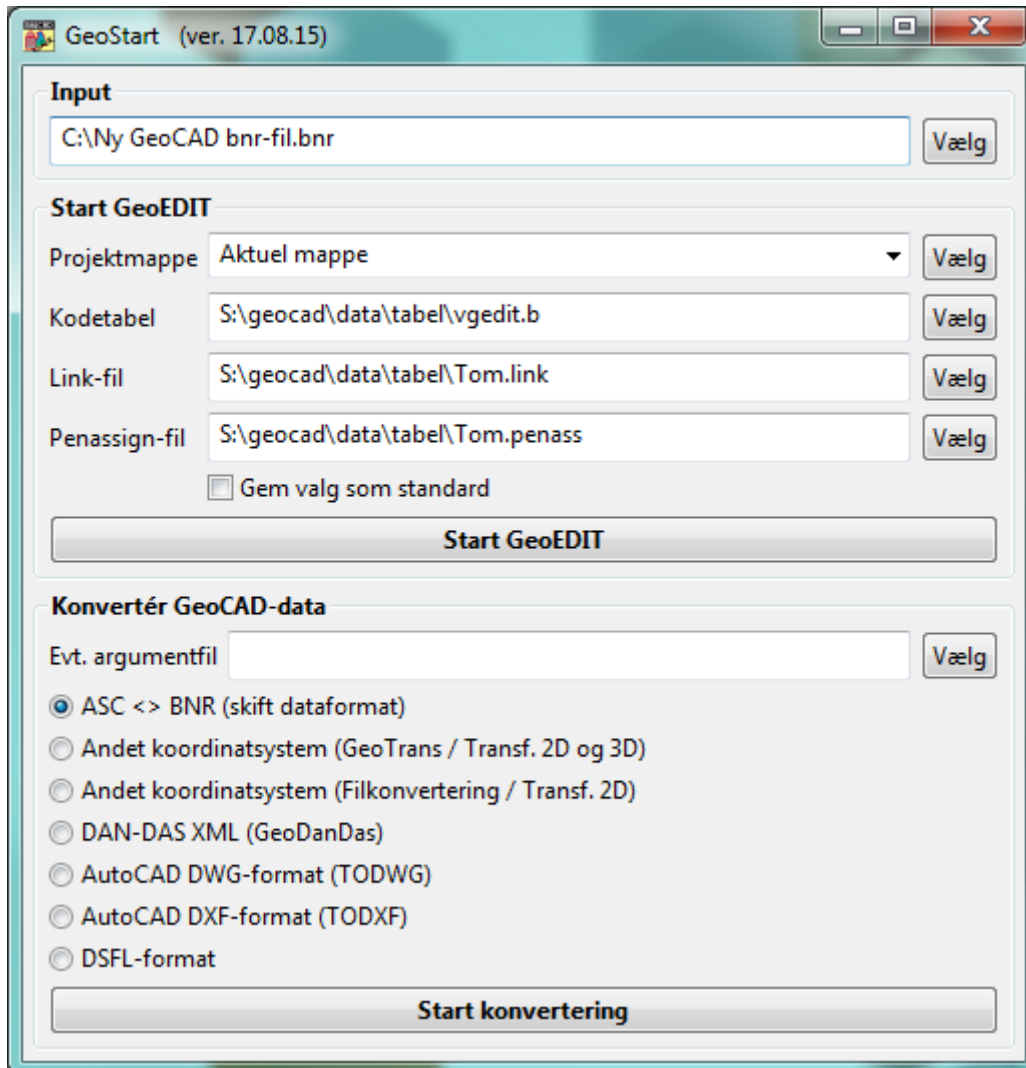 GeoStart (ver. 17.08.15)
Input
C:\Ny GeoCAD bnr-fil.bnr
Vælg
Start GeoEDIT
Projektmappe Aktuel mappe Vælg
Kodetabel S:\geocad\data\tabel\vgedit.b Vælg
Link-fil S:\geocad\data\tabel\Tom.link Vælg
Penassign-fil S:\geocad\data\tabel\Tom.penass Vælg
Gem valg som standard
Start GeoEDIT
Konvertér GeoCAD-data
Evt. argumentfil Vælg
ASC <> BNR (skift dataformat)
Andet koordinatsystem (GeoTrans / Transf. 2D og 3D)
Andet koordinatsystem (Filkonvertering / Transf. 2D)
DAN-DAS XML (GeoDanDas)
AutoCAD DWG-format (TODWG)
AutoCAD DXF-format (TODXF)
DSFL-format
Start konvertering